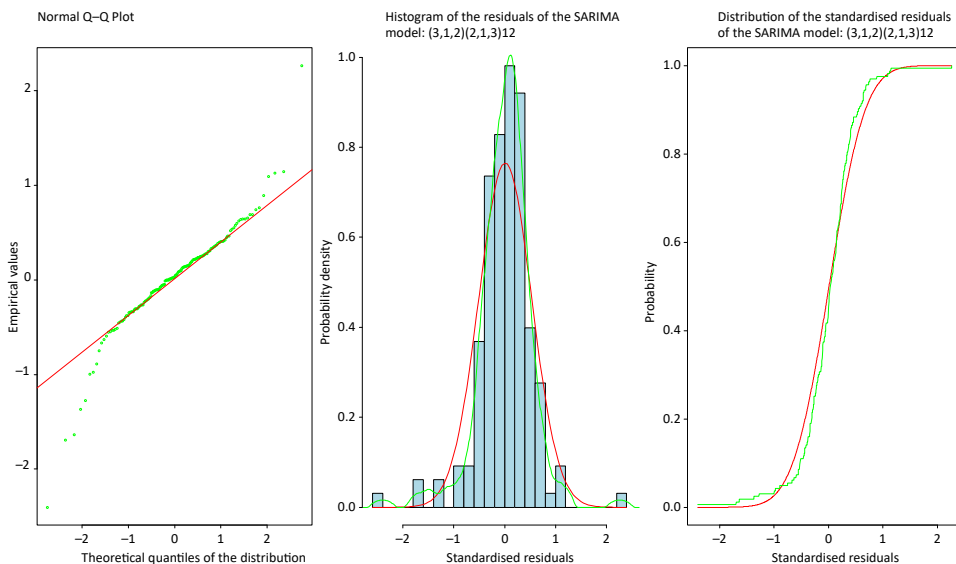 Normal Q–Q Plot
Empirical values
2
1
0
−1
−2
−2
−1
0
1
2
Theoretical quantiles of the distribution
Histogram of the residuals of the SARIMA
model: (3,1,2)(2,1,3)12
Probability density
1.0
0.8
0.6
0.4
0.2
0.0
−2
−1
0
1
2
Standardised residuals
Distribution of the standardised residuals
of the SARIMA model: (3,1,2)(2,1,3)12
Probability
1.0
0.8
0.6
0.4
0.2
0.0
−2
−1
0
1
2
Standardised residuals